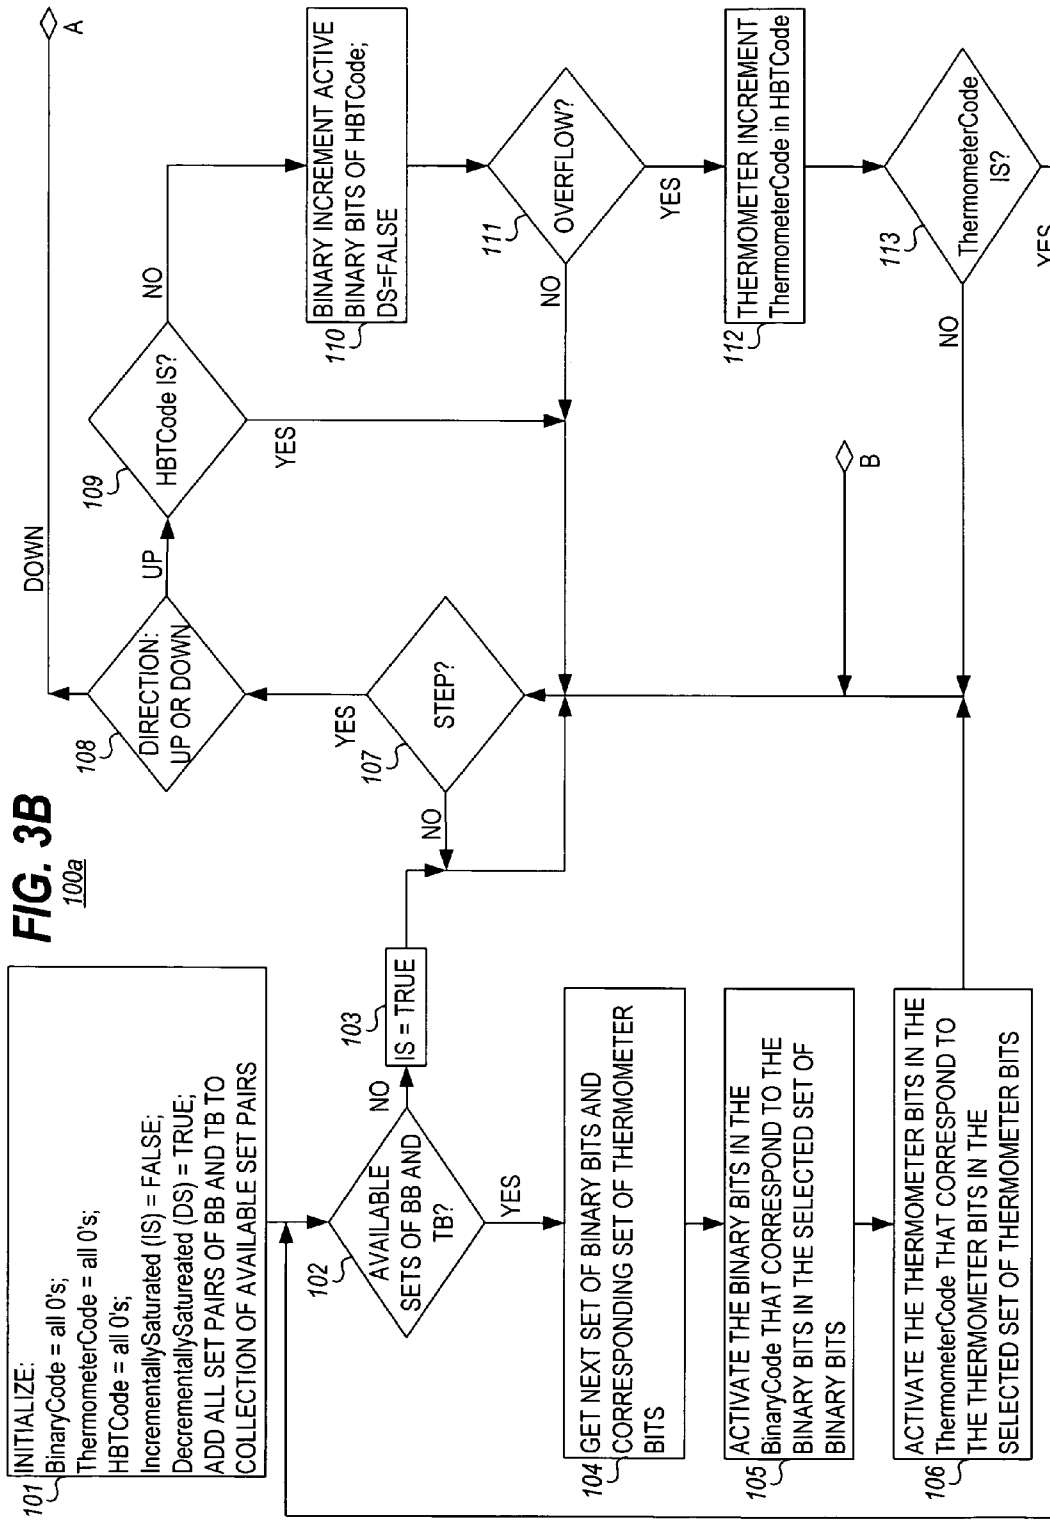 FIG. 3B
100a
101
INITIALIZE:
BinaryCode = all 0's;
ThermometerCode = all 0's;
HBTCode = all 0's;
IncrementallySaturated (IS) = FALSE;
DecrementallySatureated (DS) = TRUE;
ADD ALL SET PAIRS OF BB AND TB TO
COLLECTION OF AVAILABLE SET PAIRS
102
AVAILABLE
SETS OF BB AND
TB?
NO
YES
103
IS = TRUE
104
GET NEXT SET OF BINARY BITS AND
CORRESPONDING SET OF THERMOMETER
BITS
105
ACTIVATE THE BINARY BITS IN THE
BinaryCode THAT CORRESPOND TO THE
BINARY BITS IN THE SELECTED SET OF
BINARY BITS
106
ACTIVATE THE THERMOMETER BITS IN THE
ThermometerCode THAT CORRESPOND TO
THE THERMOMETER BITS IN THE
SELECTED SET OF THERMOMETER BITS
107
STEP?
NO
YES
108
DIRECTION:
UP OR DOWN
UP
DOWN
A
109
HBTCode IS?
NO
YES
110
BINARY INCREMENT ACTIVE
BINARY BITS OF HBTCode;
DS=FALSE
111
OVERFLOW?
NO
YES
112
THERMOMETER INCREMENT
ThermometerCode in HBTCode
113
ThermometerCode
IS?
NO
YES
B